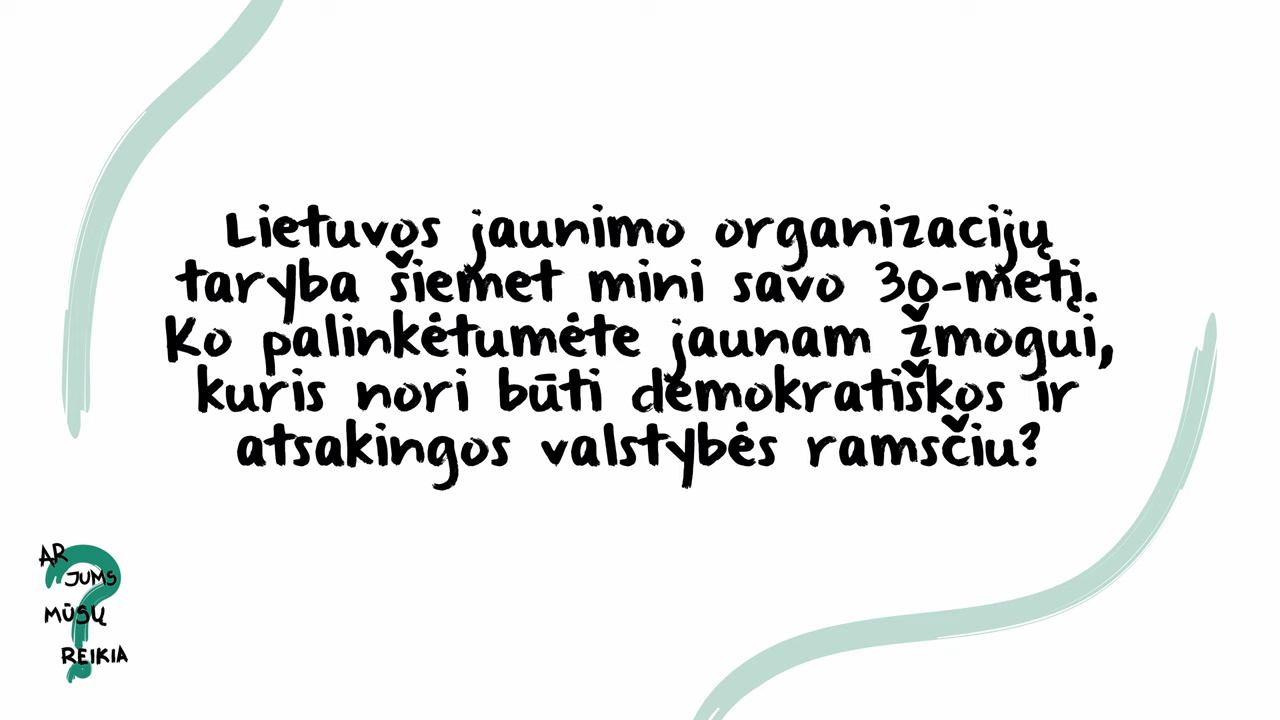 Lietuvos jaunimo organizacijų
taryba šiemet mini savo 30-metį.
Ko palinkėtumėte jaunam žmogui,
kuris nori būti demokratiškos ir
atsakingos valstybės ramsčiu?
AR
JUMS
MŪSŲ
REIKIA